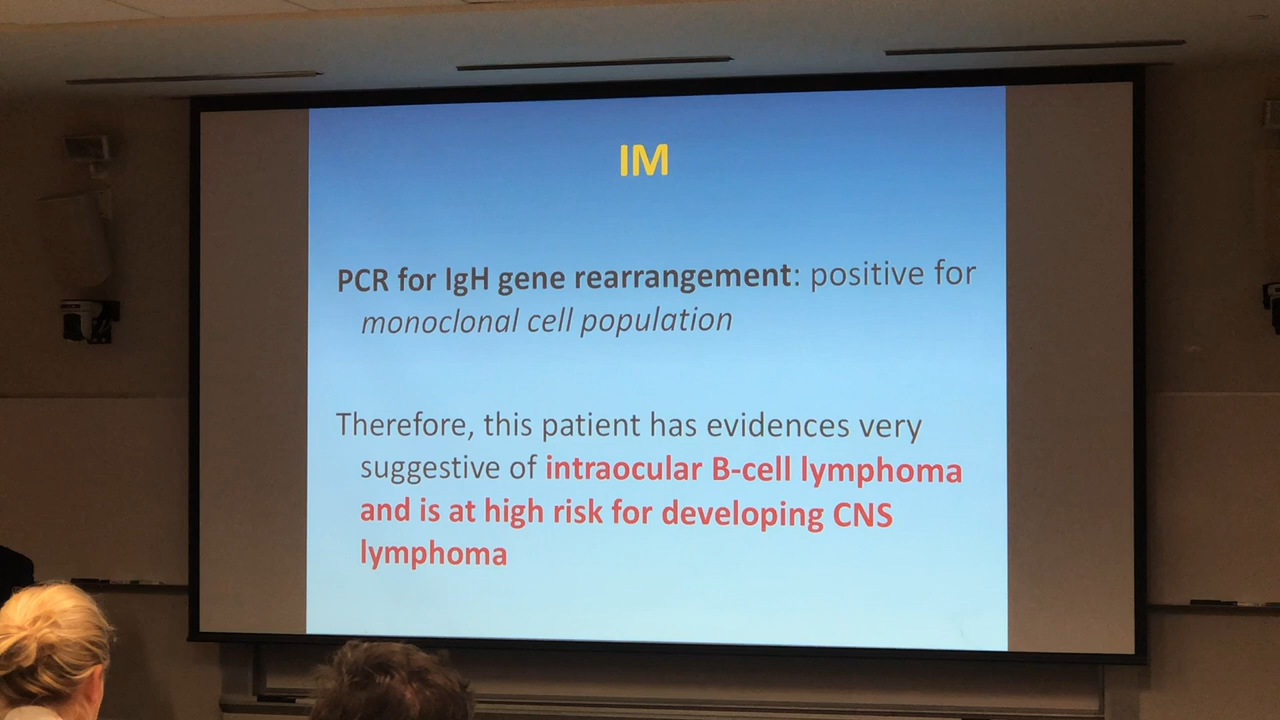 IM
PCR for IgH gene rearrangement: positive for
monoclonal cell population
Therefore, this patient has evidences very
suggestive of intraocular B-cell lymphoma
and is at high risk for developing CNS
lymphoma